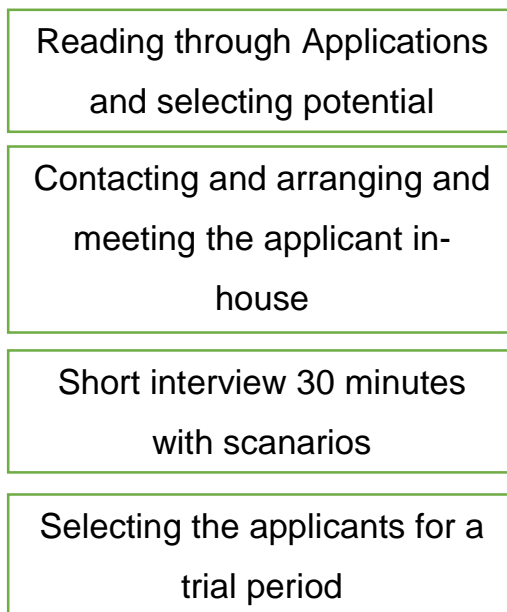 Reading through Applications
and selecting potential
Contacting and arranging and
meeting the applicant in-
house
Short interview 30 minutes
with scanarios
Selecting the applicants for a
trial period